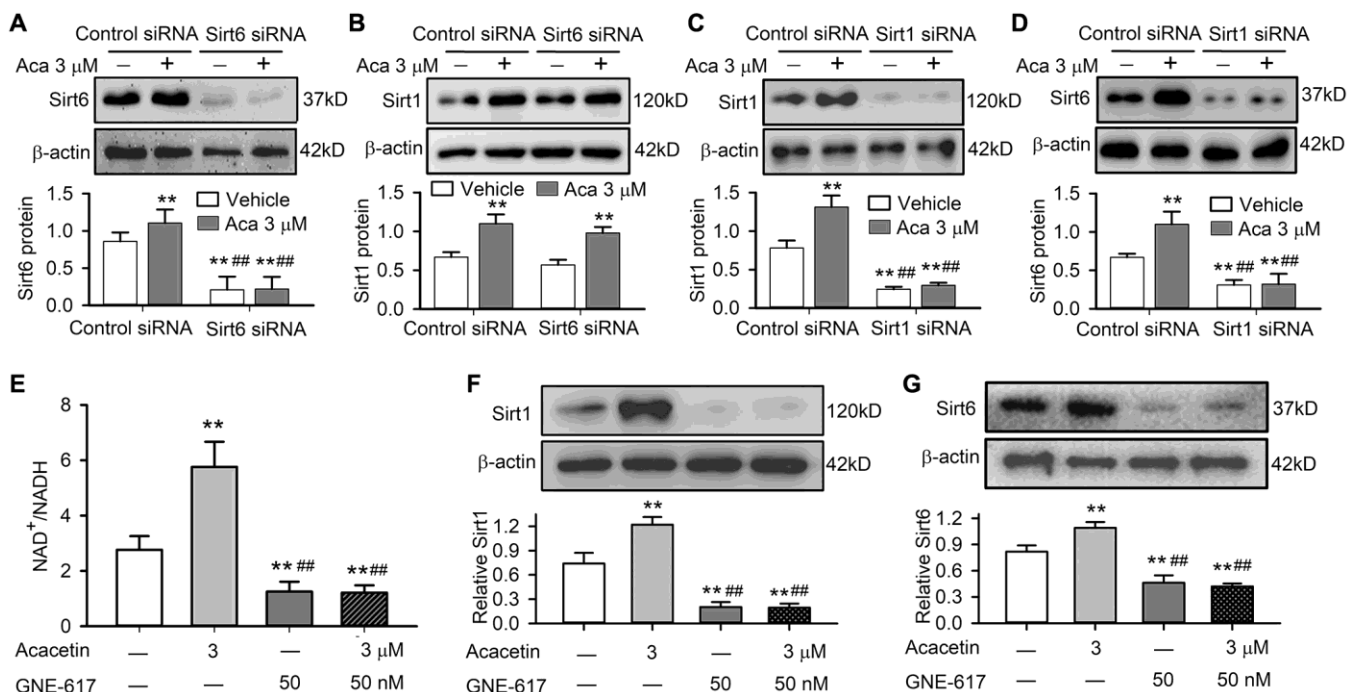 A
Control siRNA Sirt6 siRNA
Aca 3 μM — + — +
Sirt6 37kD
β-actin 42kD
Vehicle
Aca 3 μM
Sirt6 protein
1.5
1.0
0.5
0.0
**
**##
**##
Control siRNA Sirt6 siRNA
B
Control siRNA Sirt6 siRNA
Aca 3 μM — + — +
Sirt1 120kD
β-actin 42kD
Vehicle Aca 3 μM
Sirt1 protein
1.5
1.0
0.5
0.0
**
**
Control siRNA Sirt6 siRNA
C
Control siRNA Sirt1 siRNA
Aca 3 μM — + — +
Sirt1 120kD
β-actin 42kD
Vehicle
Aca 3 μM
Sirt1 protein
1.5
1.0
0.5
0.0
**
**##
**##
Control siRNA Sirt1 siRNA
D
Control siRNA Sirt1 siRNA
Aca 3 μM — + — +
Sirt6 37kD
β-actin 42kD
Vehicle
Aca 3 μM
Sirt6 protein
1.5
1.0
0.5
0.0
**
**##
**##
Control siRNA Sirt1 siRNA
E
NAD+/NADH
8
6
4
2
0
**
**##
**##
Acacetin — 3 — 3 μM
GNE-617 — — 50 50 nM
F
Sirt1 120kD
β-actin 42kD
Relative Sirt1
1.2
0.9
0.6
0.3
0.0
**
**##
**##
Acacetin — 3 — 3 μM
GNE-617 — — 50 50 nM
G
Sirt6 37kD
β-actin 42kD
Relative Sirt6
1.2
0.9
0.6
0.3
0.0
**
**##
**##
Acacetin — 3 — 3 μM
GNE-617 — — 50 50 nM